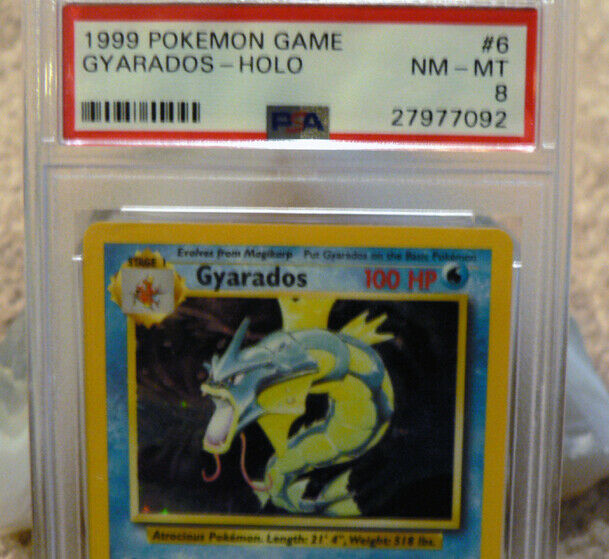 1999 POKEMON GAME #6
GYARADOS - HOLO NM - MT
8
PSA 27977092
Evolves from Magikarp Put Gyarados on the Basic Pokémon
STAGE 1
Gyarados 100 HP
Atrocious Pokémon. Length: 21' 4", Weight: 518 lbs.